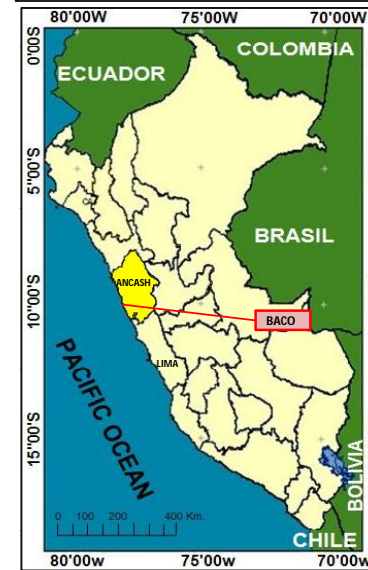 80°00'W 75°00'W 70°00'W
0°00'S
COLOMBIA
ECUADOR
5°00'S
BRASIL
ANCASH
10°00'S
BACO
LIMA
PACIFIC OCEAN
15°00'S
BOLIVIA
0 100 200 400 Km.
CHILE
80°00'W 75°00'W 70°00'W